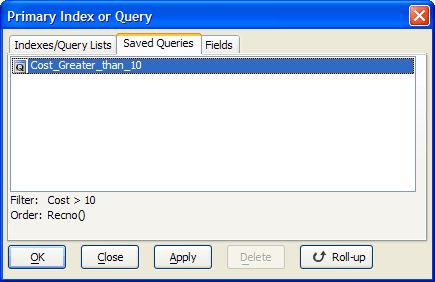 Primary Index or Query
Indexes/Query Lists Saved Queries Fields
Q Cost_Greater_than_10
Filter: Cost > 10
Order: Recno()
OK Close Apply Delete Roll-up